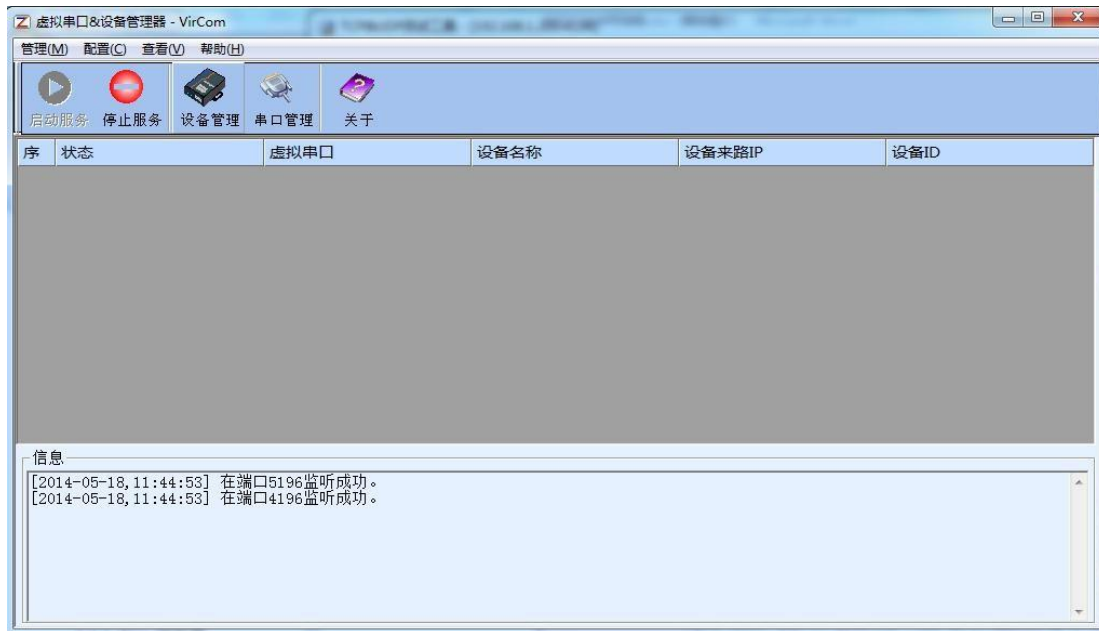 虚拟串口&设备管理器 - VirCom
管理(M) 配置(C) 查看(V) 帮助(H)
启动服务 停止服务 设备管理 串口管理 关于
序 状态 虚拟串口 设备名称 设备来路IP 设备ID
信息
[2014-05-18,11:44:53] 在端口5196监听成功。
[2014-05-18,11:44:53] 在端口4196监听成功。